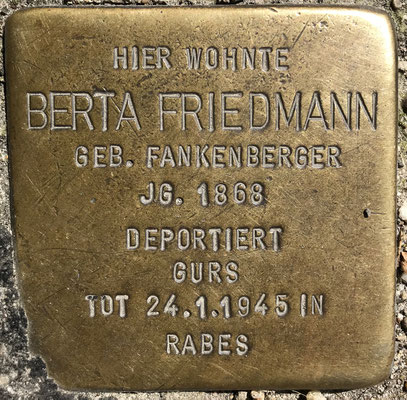 HIER WOHNTE
BERTA FRIEDMANN
GEB. FANKENBERGER
JG. 1868
DEPORTIERT
GURS
TOT 24.1.1945 IN
RABES